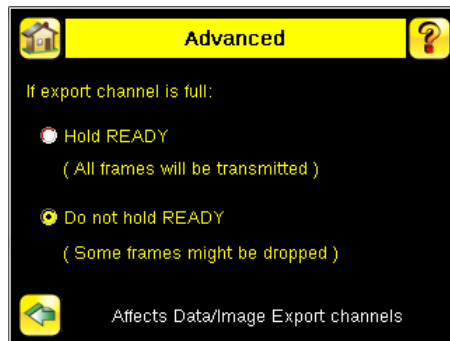 Advanced
?
If export channel is full:
Hold READY
( All frames will be transmitted )
Do not hold READY
( Some frames might be dropped )
Affects Data/Image Export channels